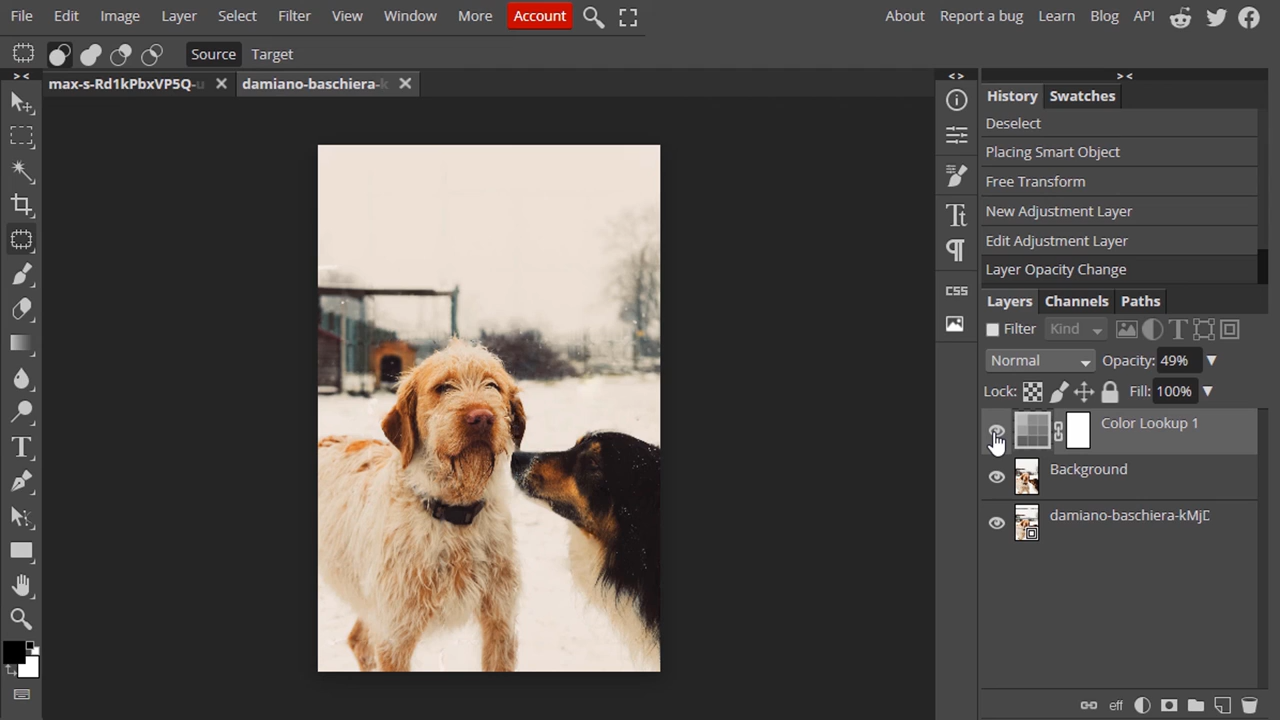 File Edit Image Layer Select Filter View Window More Account About Report a bug Learn Blog API
Source Target
max-s-Rd1kPbxVP5Q-u damiano-baschiera-k
History Swatches
Deselect
Placing Smart Object
Free Transform
New Adjustment Layer
Edit Adjustment Layer
Layer Opacity Change
Layers Channels Paths
Filter Kind
Normal Opacity: 49%
Lock: Fill: 100%
Color Lookup 1
Background
damiano-baschiera-kMjD
CSS
eff